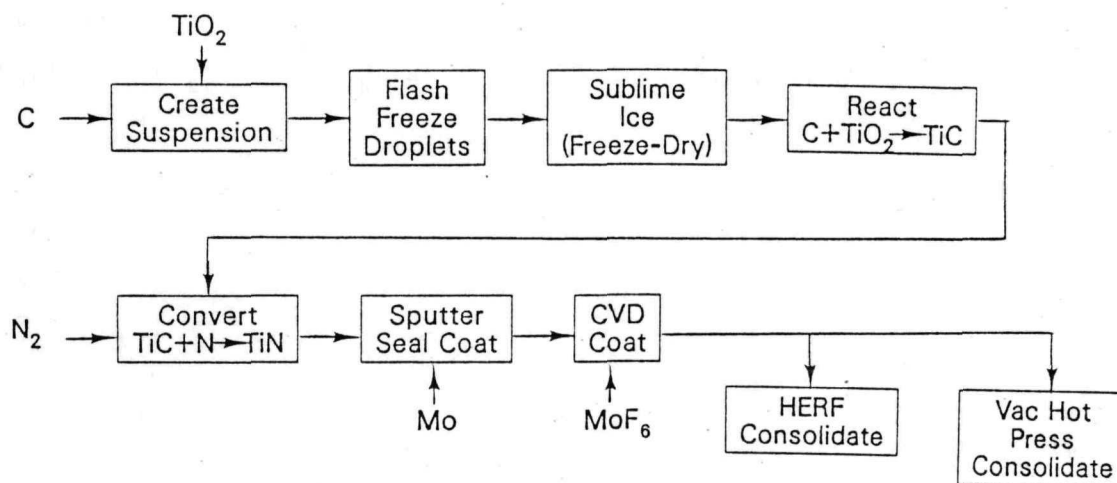 TiO2
C
Create
Suspension
Flash
Freeze
Droplets
Sublime
Ice
(Freeze-Dry)
React
C+TiO2→TiC
N2
Convert
TiC+N→TiN
Sputter
Seal Coat
CVD
Coat
Mo
MoF6
HERF
Consolidate
Vac Hot
Press
Consolidate